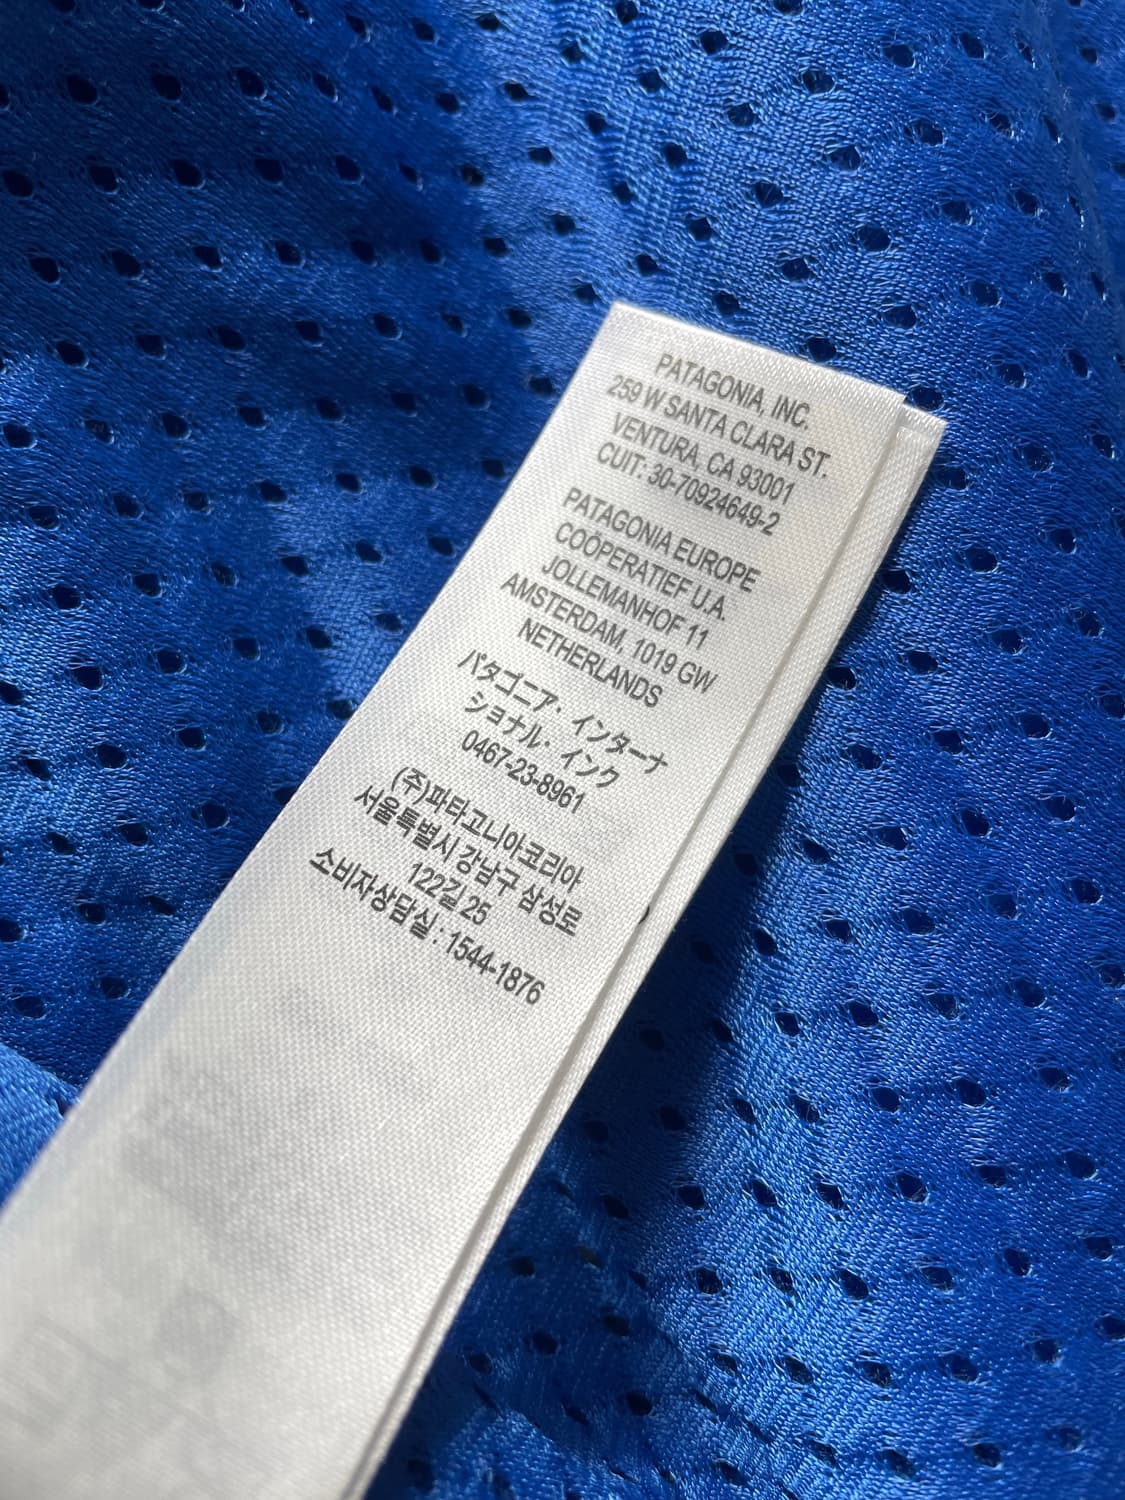 PATAGONIA, INC.
259 W SANTA CLARA ST.
VENTURA, CA 93001
CUIT: 30-70924649-2
PATAGONIA EUROPE
COÖPERATIEF U.A.
JOLLEMANHOF 11
AMSTERDAM, 1019 GW
NETHERLANDS
パタゴニア・インターナ
ショナル・インク
0467-23-8961
(주)파타고니아코리아
서울특별시 강남구 삼성로
122길 25
소비자상담실 : 1544-1876